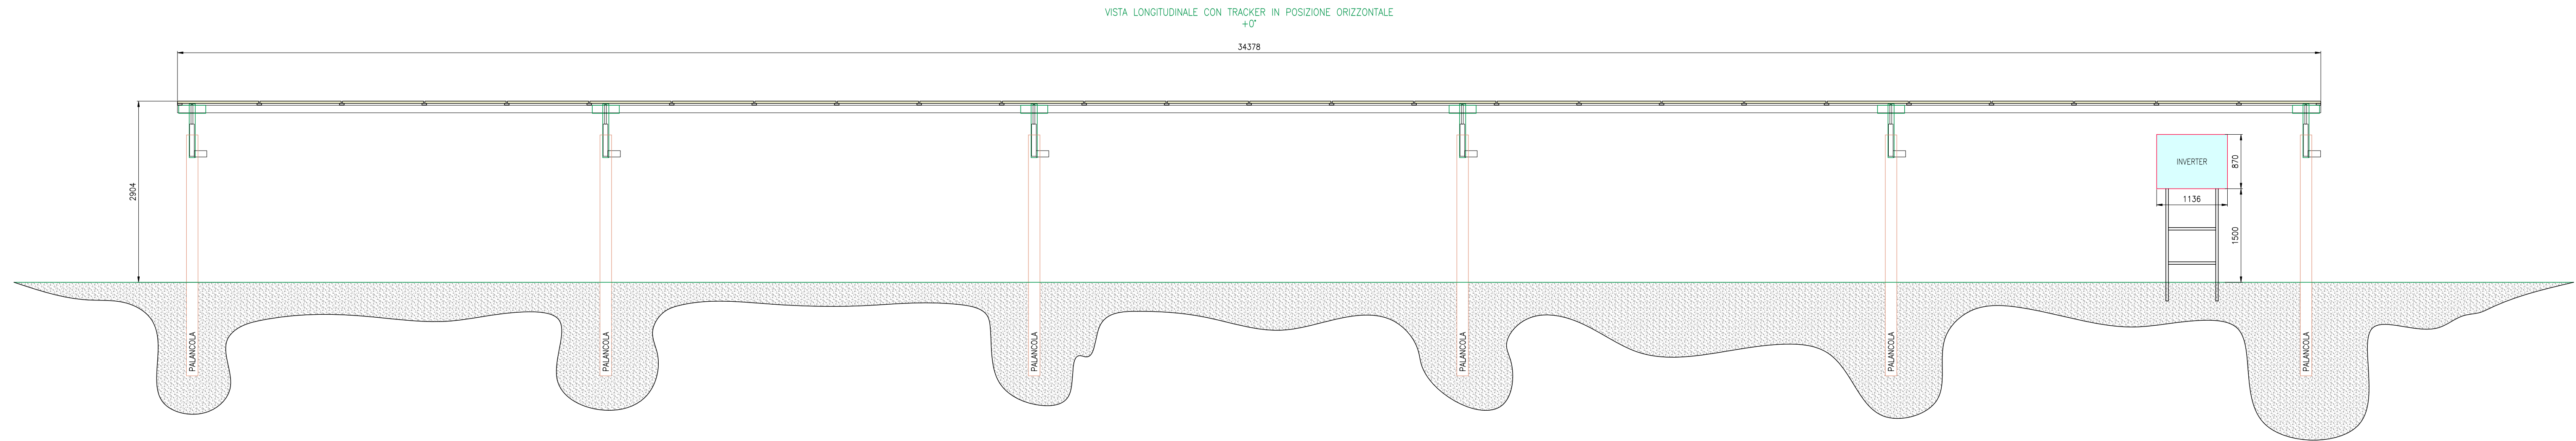 VISTA LONGITUDINALE CON TRACKER IN POSIZIONE ORIZZONTALE
+0°
34378
2904
INVERTER
870
1136
1500
PALANCOLA
PALANCOLA
PALANCOLA
PALANCOLA
PALANCOLA
PALANCOLA